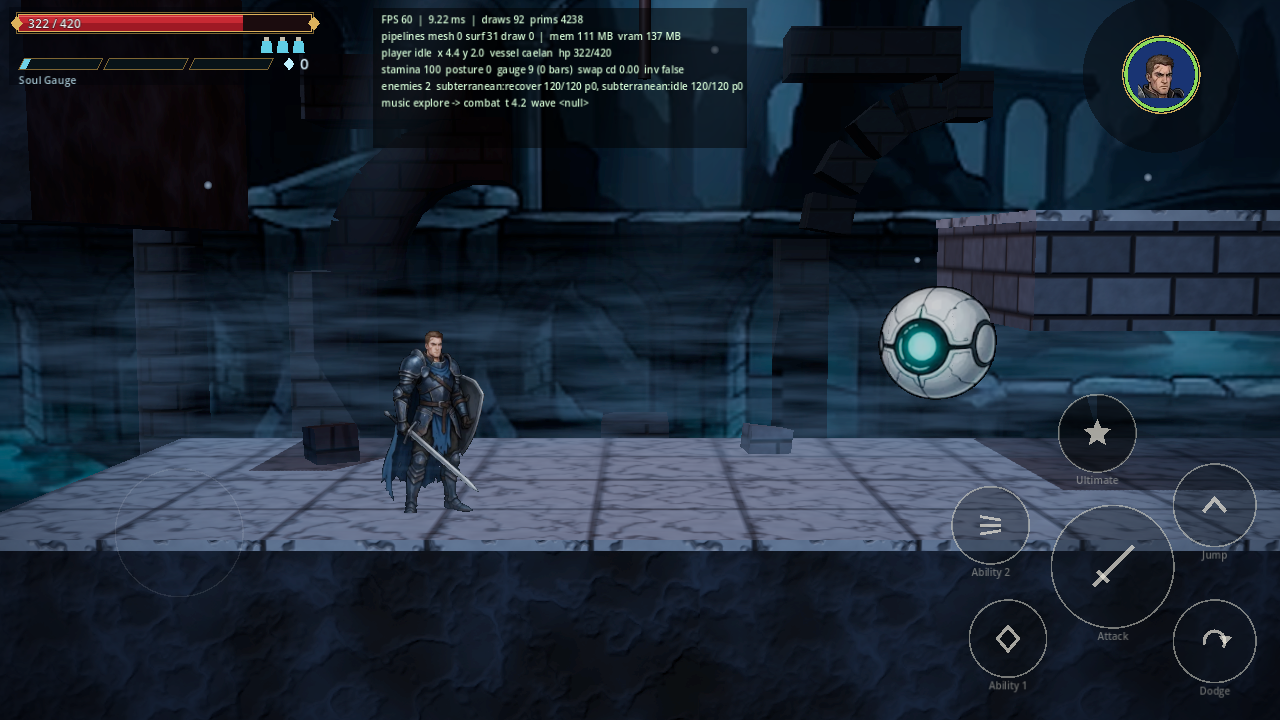 322 / 420
0
Soul Gauge
FPS 60 | 9.22 ms | draws 92 prims 4238
pipelines mesh 0 surf 31 draw 0 | mem 111 MB vram 137 MB
player idle x 4.4 y 2.0 vessel caelan hp 322/420
stamina 100 posture 0 gauge 9 (0 bars) swap cd 0.00 inv false
enemies 2 subterranean:recover 120/120 p0, subterranean:idle 120/120 p0
music explore -> combat t 4.2 wave <null>
Ultimate
Jump
Ability 2
Attack
Ability 1
Dodge